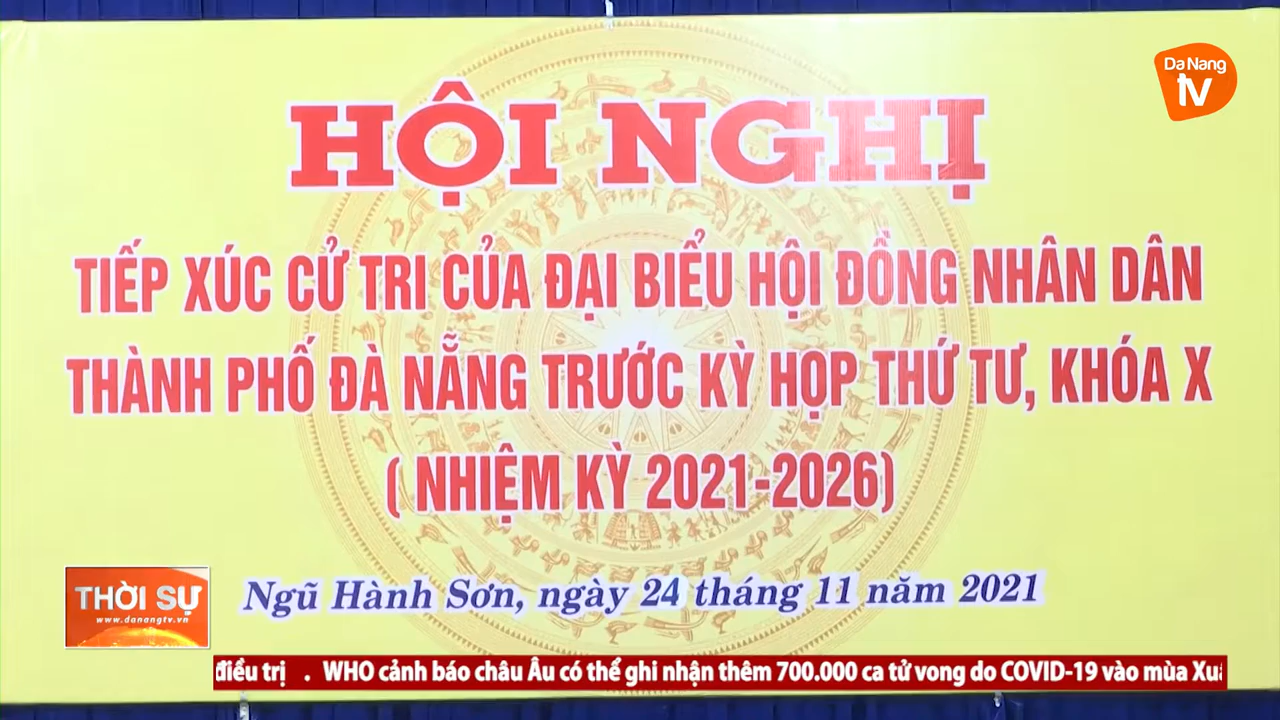 Da Nang
tv
HỘI NGHỊ
TIẾP XÚC CỬ TRI CỦA ĐẠI BIỂU HỘI ĐỒNG NHÂN DÂN
THÀNH PHỐ ĐÀ NẴNG TRƯỚC KỲ HỌP THỨ TƯ, KHÓA X
( NHIỆM KỲ 2021-2026)
Ngũ Hành Sơn, ngày 24 tháng 11 năm 2021
THỜI SỰ
www.danangtv.vn
điều trị . WHO cảnh báo châu Âu có thể ghi nhận thêm 700.000 ca tử vong do COVID-19 vào mùa Xu